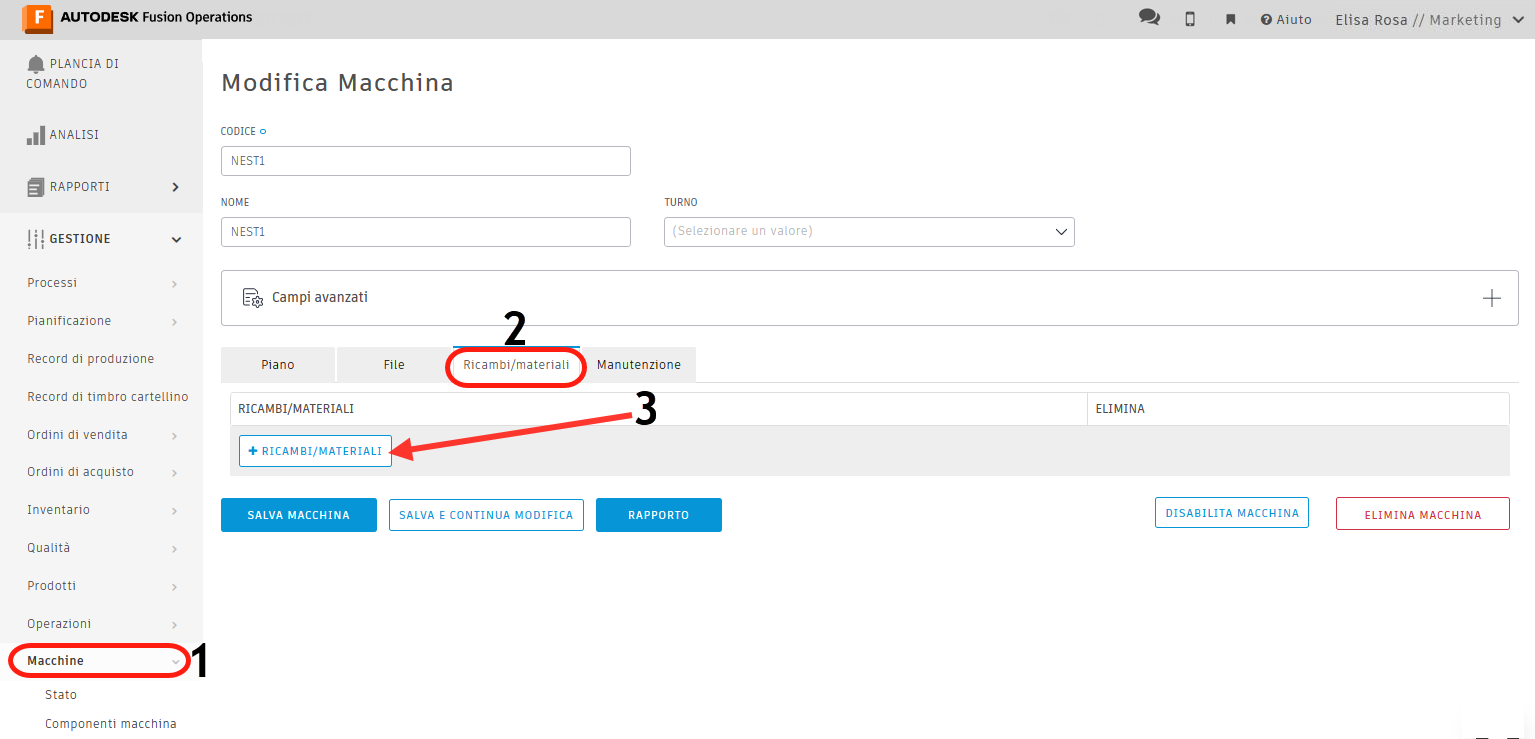 F AUTODESK Fusion Operations
Aiuto
Elisa Rosa // Marketing
PLANCIA DI
COMANDO
ANALISI
RAPPORTI
GESTIONE
Processi
Pianificazione
Record di produzione
Record di timbro cartellino
Ordini di vendita
Ordini di acquisto
Inventario
Qualità
Prodotti
Operazioni
Macchine
1
Stato
Componenti macchina
Modifica Macchina
CODICE
NEST1
NOME
TURNO
NEST1
(Selezionare un valore)
Campi avanzati
2
Piano
File
Ricambi/materiali
Manutenzione
3
RICAMBI/MATERIALI
ELIMINA
+ RICAMBI/MATERIALI
SALVA MACCHINA
SALVA E CONTINUA MODIFICA
RAPPORTO
DISABILITA MACCHINA
ELIMINA MACCHINA